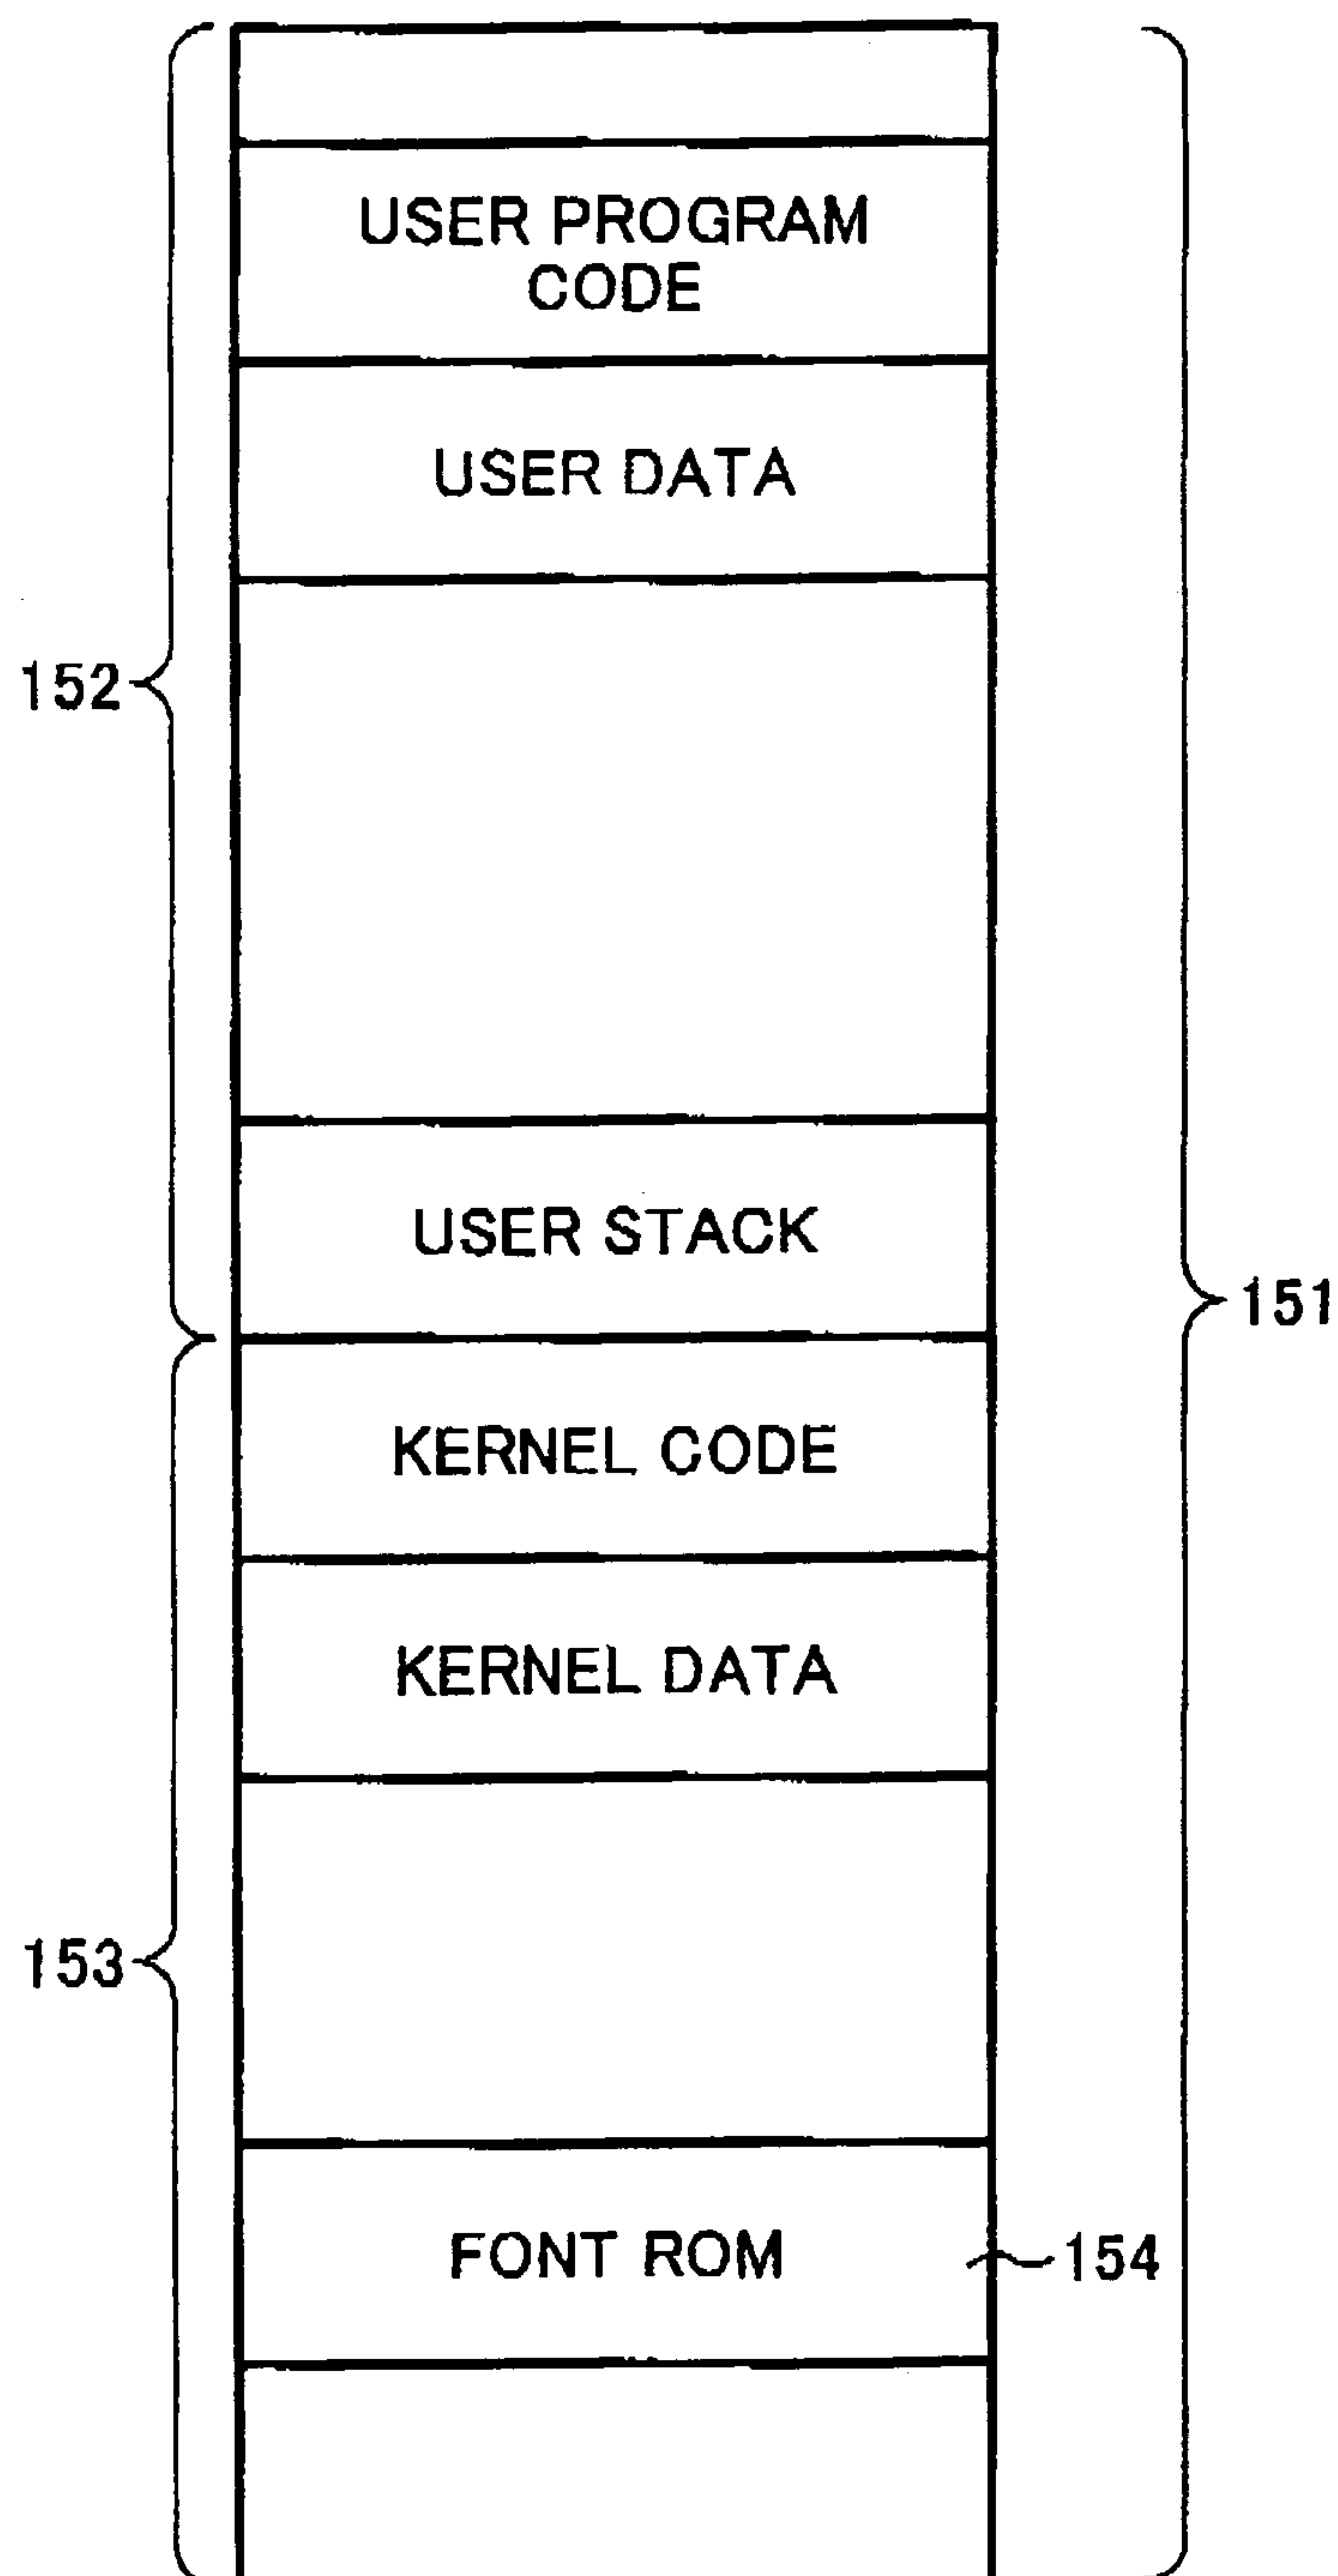 USER PROGRAM
CODE
USER DATA
152
USER STACK
151
KERNEL CODE
KERNEL DATA
153
FONT ROM
154